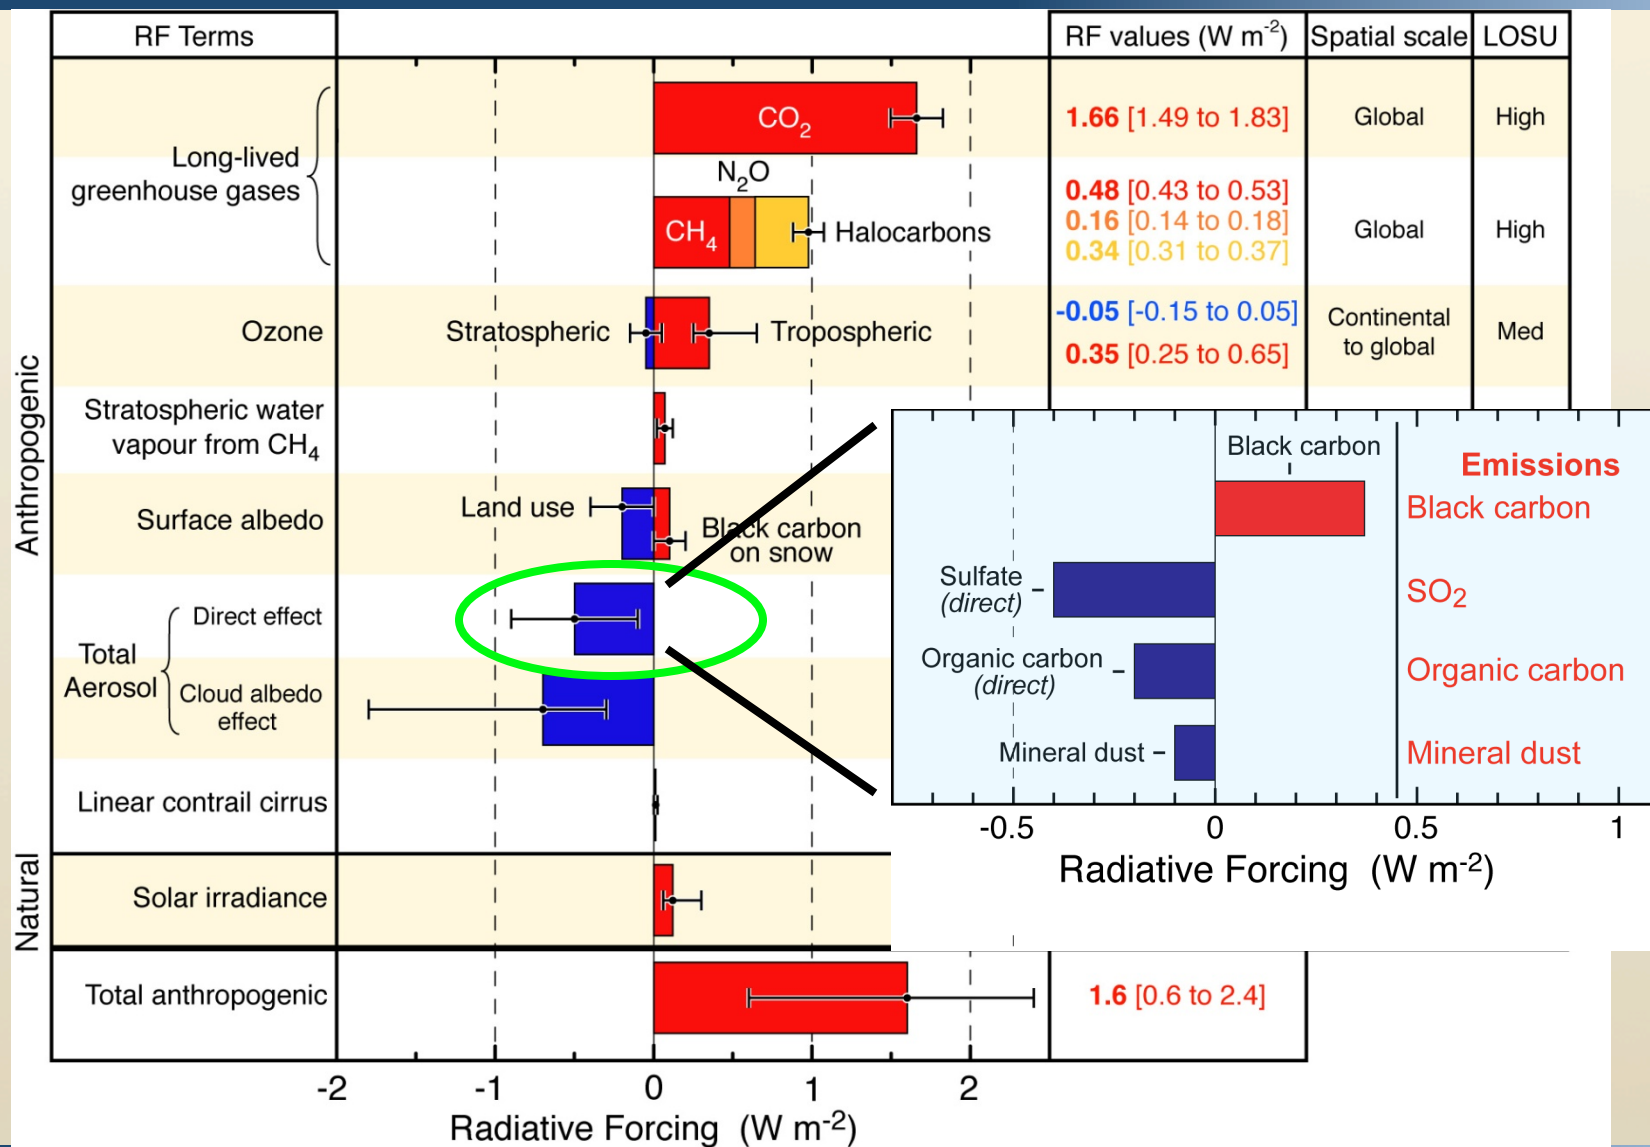 RF Terms
RF values (W m-2)
Spatial scale
LOSU
Anthropogenic
Long-lived
greenhouse gases
CO2
1.66 [1.49 to 1.83]
Global
High
N2O
CH4
Halocarbons
0.48 [0.43 to 0.53]
0.16 [0.14 to 0.18]
0.34 [0.31 to 0.37]
Global
High
Ozone
Stratospheric
Tropospheric
-0.05 [-0.15 to 0.05]
0.35 [0.25 to 0.65]
Continental
to global
Med
Stratospheric water
vapour from CH4
Surface albedo
Land use
Black carbon
on snow
Total
Aerosol
Direct effect
Cloud albedo
effect
Linear contrail cirrus
Natural
Solar irradiance
Total anthropogenic
1.6 [0.6 to 2.4]
-2
-1
0
1
2
Radiative Forcing (W m-2)
Black carbon
Emissions
Black carbon
Sulfate
(direct)
SO2
Organic carbon
(direct)
Organic carbon
Mineral dust
Mineral dust
-0.5
0
0.5
1
Radiative Forcing (W m-2)